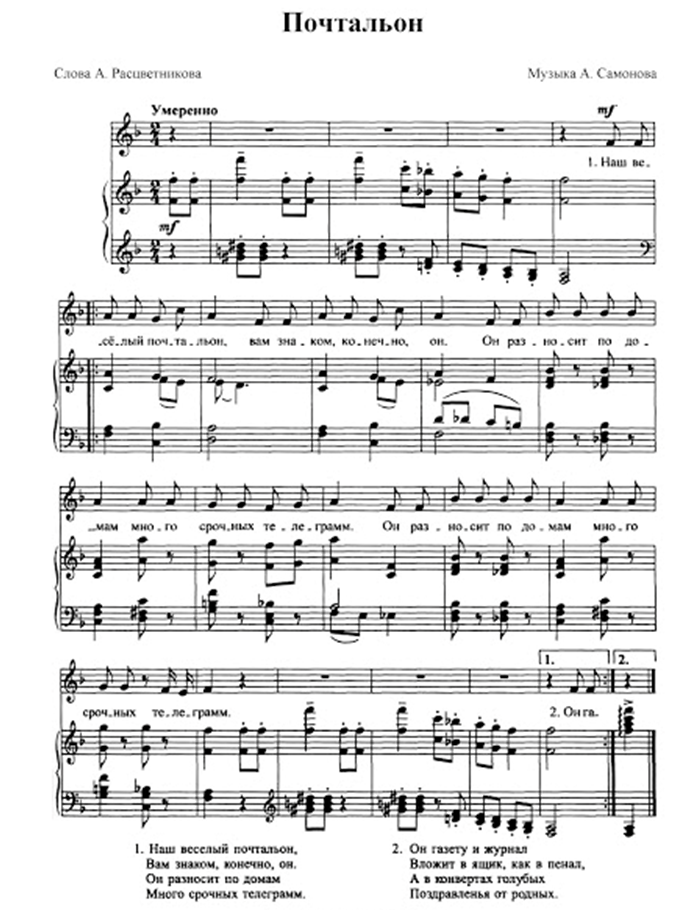 Почтальон
Слова А. Расцветникова
Музыка А. Самонова
Умеренно
mf
1. Наш ве.
mf
.сё.лый поч.та.льон, вам зна.ком, ко.неч.но, он. Он раз.но.сит по до.
.мам мно.го сроч.ных те.ле.грамм. Он раз.но.сит по до.мам мно.го
1. 2.
сроч.ных те.ле.грамм. 2. Он га.
1. Наш веселый почтальон,
Вам знаком, конечно, он.
Он разносит по домам
Много срочных телеграмм.
2. Он газету и журнал
Вложит в ящик, как в пенал,
А в конвертах голубых
Поздравленья от родных.